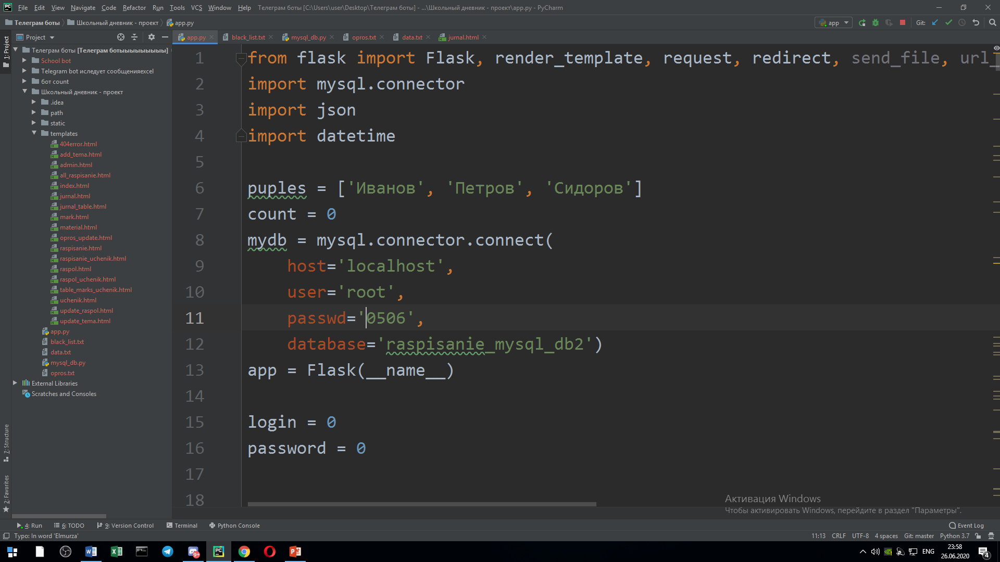 File Edit View Navigate Code Refactor Run Tools VCS Window Help Телеграм боты [C:\Users\user\Desktop\Телеграм боты] - ...\Школьный дневник - проект\app.py - PyCharm
Телеграм боты Школьный дневник - проект app.py app Git:
Project app.py black_list.txt mysql_db.py opros.txt data.txt jurnal.html
1: Project
7: Structure
2: Favorites
Телеграм боты [Телеграм ботыыыыыыыыы]
School bot
Telegram bot иследует сообщенияexcel
бот count
Школьный дневник - проект
.idea
path
static
templates
404error.html
add_tema.html
admin.html
all_raspisanie.html
index.html
jurnal.html
jurnal_table.html
mark.html
material.html
opros_update.html
raspisanie.html
raspisanie_uchenik.html
raspol.html
raspol_uchenik.html
table_marks_uchenik.html
uchenik.html
update_raspol.html
update_tema.html
app.py
black_list.txt
data.txt
mysql_db.py
opros.txt
External Libraries
Scratches and Consoles
1 from flask import Flask, render_template, request, redirect, send_file, url_
2 import mysql.connector
3 import json
4 import datetime
5
6 puples = ['Иванов', 'Петров', 'Сидоров']
7 count = 0
8 mydb = mysql.connector.connect(
9 host='localhost',
10 user='root',
11 passwd='0506',
12 database='raspisanie_mysql_db2')
13 app = Flask(__name__)
14
15 login = 0
16 password = 0
17
18
Активация Windows
Чтобы активировать Windows, перейдите в раздел "Параметры".
4: Run 6: TODO 9: Version Control Terminal Python Console Event Log
Typo: In word 'Elmurza' 11:13 CRLF UTF-8 4 spaces Git: master Python 3.7
PC 9+ ENG 23:58
26.06.2020 4